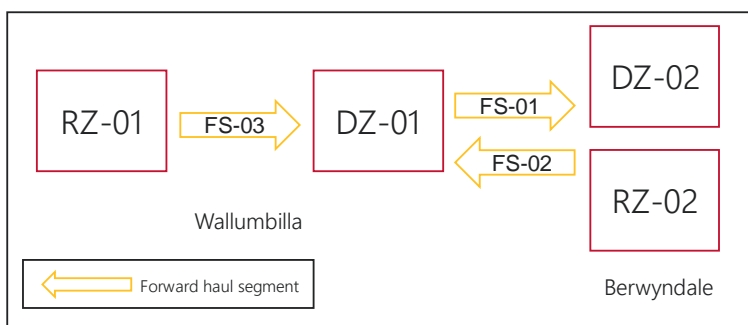 DZ-02
RZ-01
FS-03
DZ-01
FS-01
FS-02
RZ-02
Wallumbilla
Berwyndale
Forward haul segment